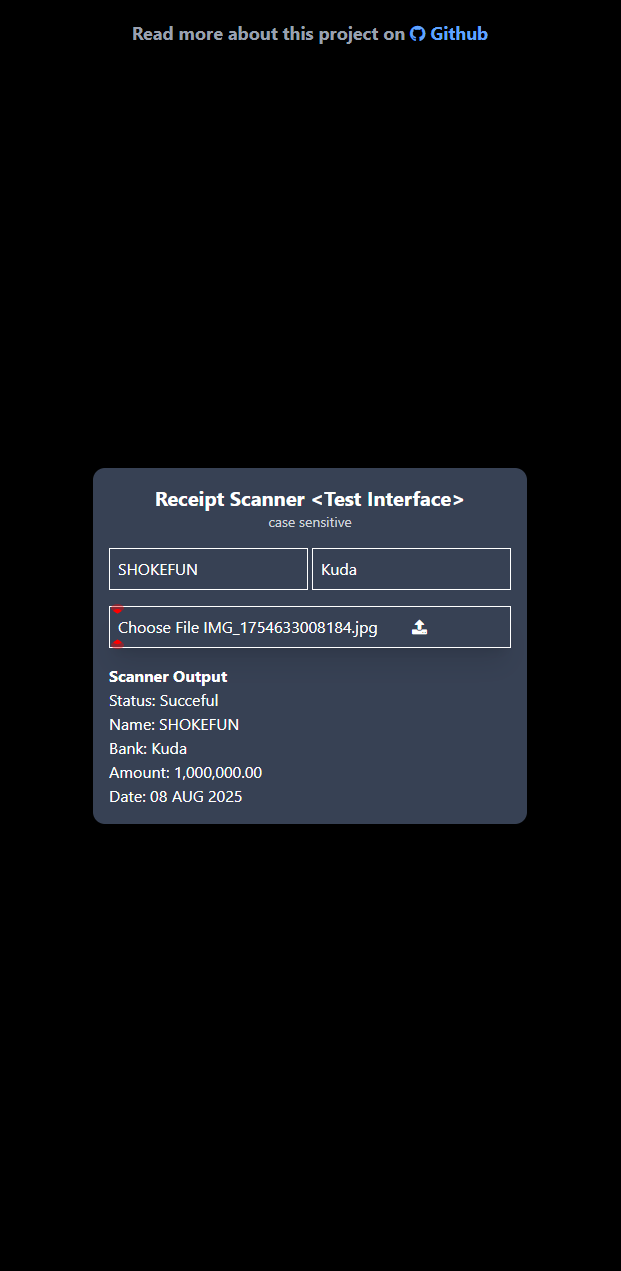 Read more about this project on Github
Receipt Scanner <Test Interface>
case sensitive
SHOKEFUN
Kuda
Choose File IMG_1754633008184.jpg
Scanner Output
Status: Succeful
Name: SHOKEFUN
Bank: Kuda
Amount: 1,000,000.00
Date: 08 AUG 2025